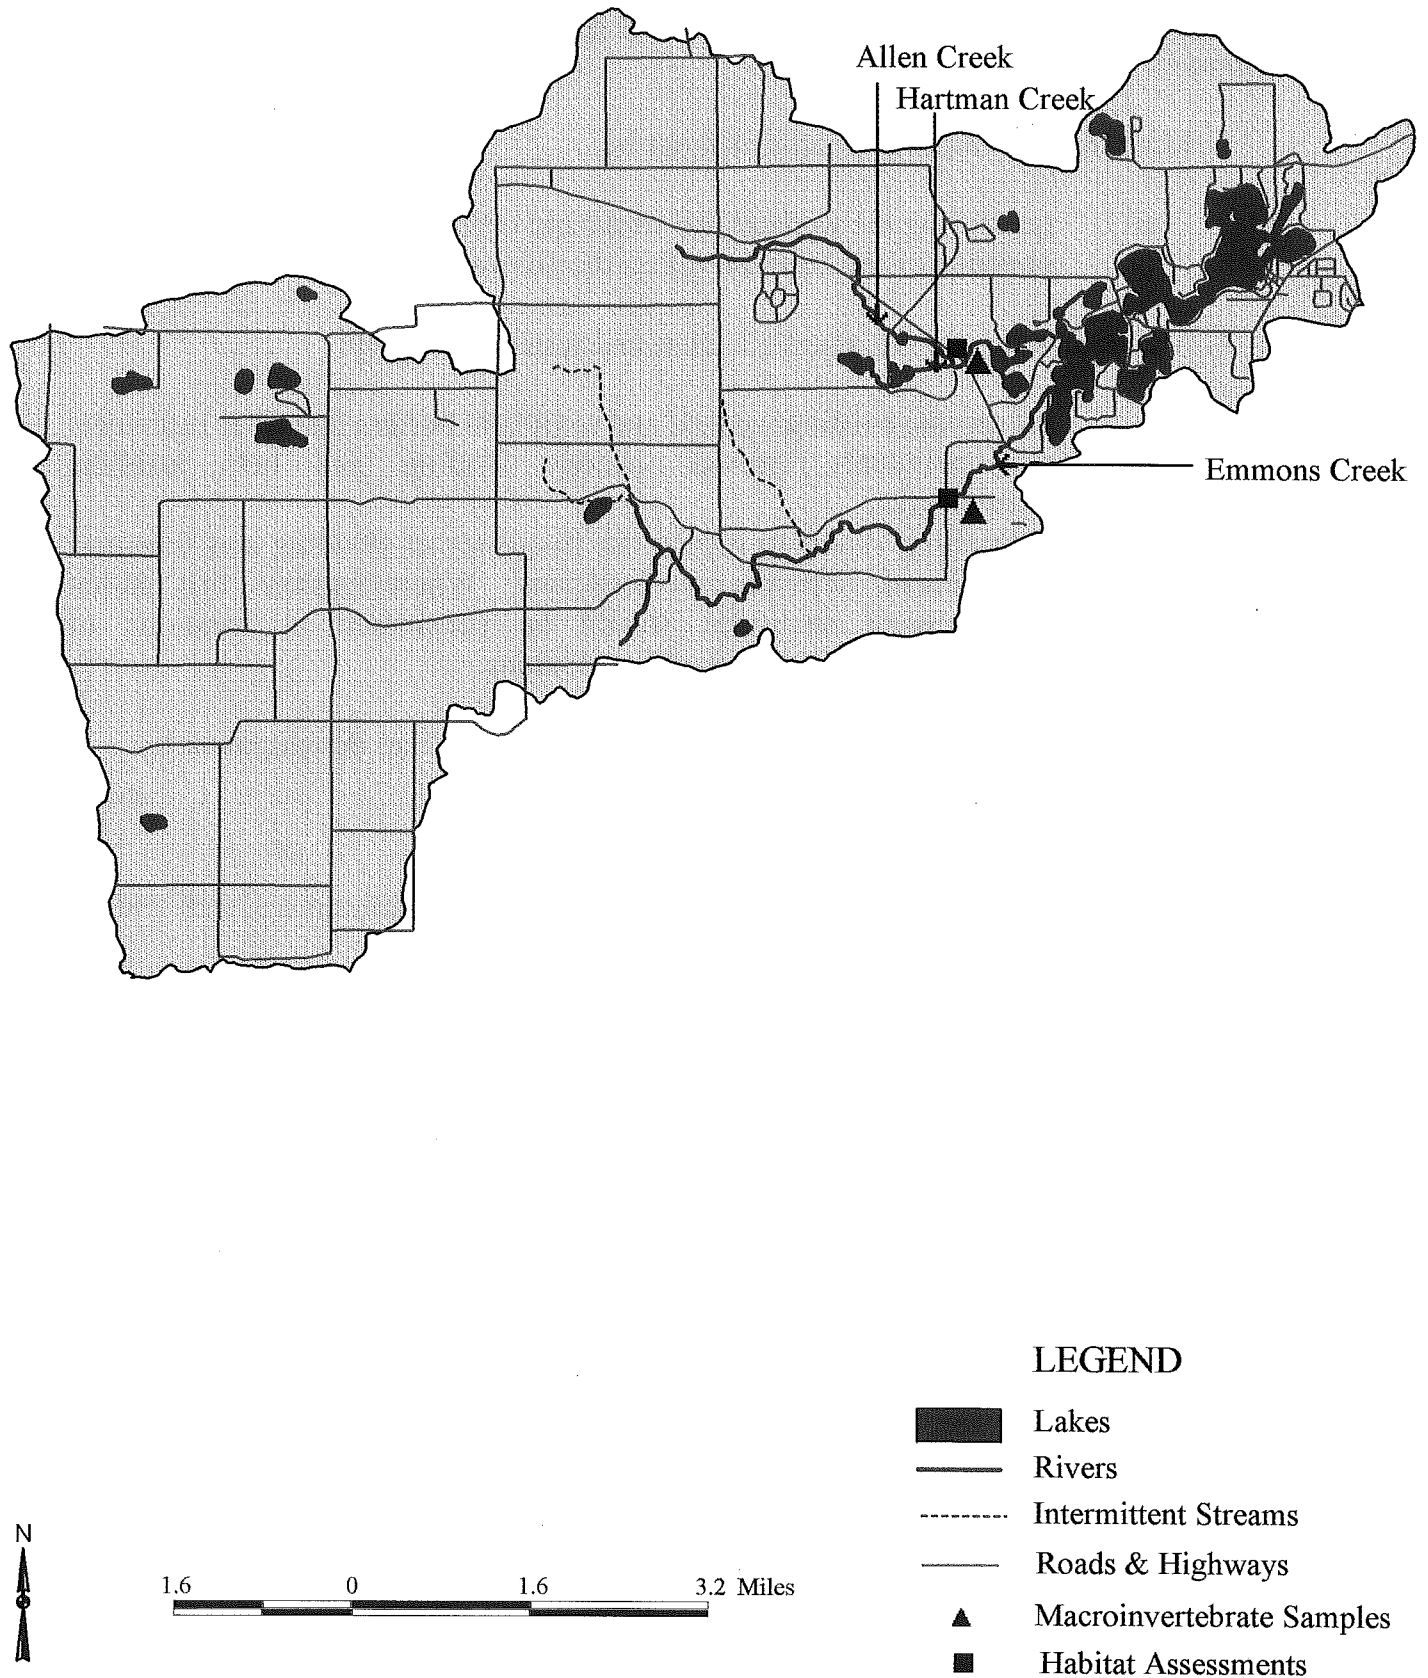 Allen Creek
Hartman Creek
Emmons Creek
LEGEND
Lakes
Rivers
Intermittent Streams
Roads & Highways
Macroinvertebrate Samples
Habitat Assessments
N
1.6 0 1.6 3.2 Miles